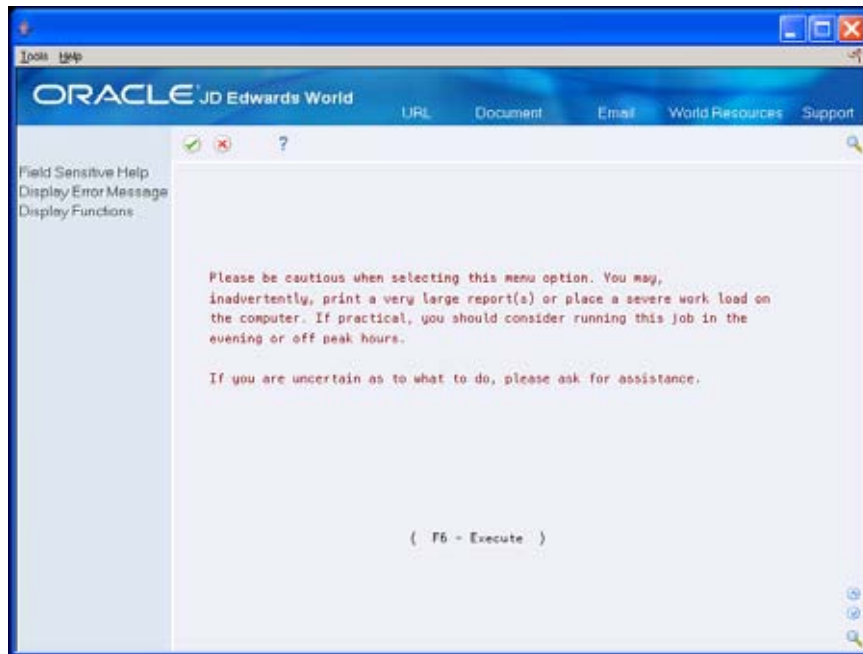 Tools Help
ORACLE JD Edwards World
URL Document Email World Resources Support
?
Field Sensitive Help
Display Error Message
Display Functions
Please be cautious when selecting this menu option. You may,
inadvertently, print a very large report(s) or place a severe work load on
the computer. If practical, you should consider running this job in the
evening or off peak hours.
If you are uncertain as to what to do, please ask for assistance.
( F6 - Execute )